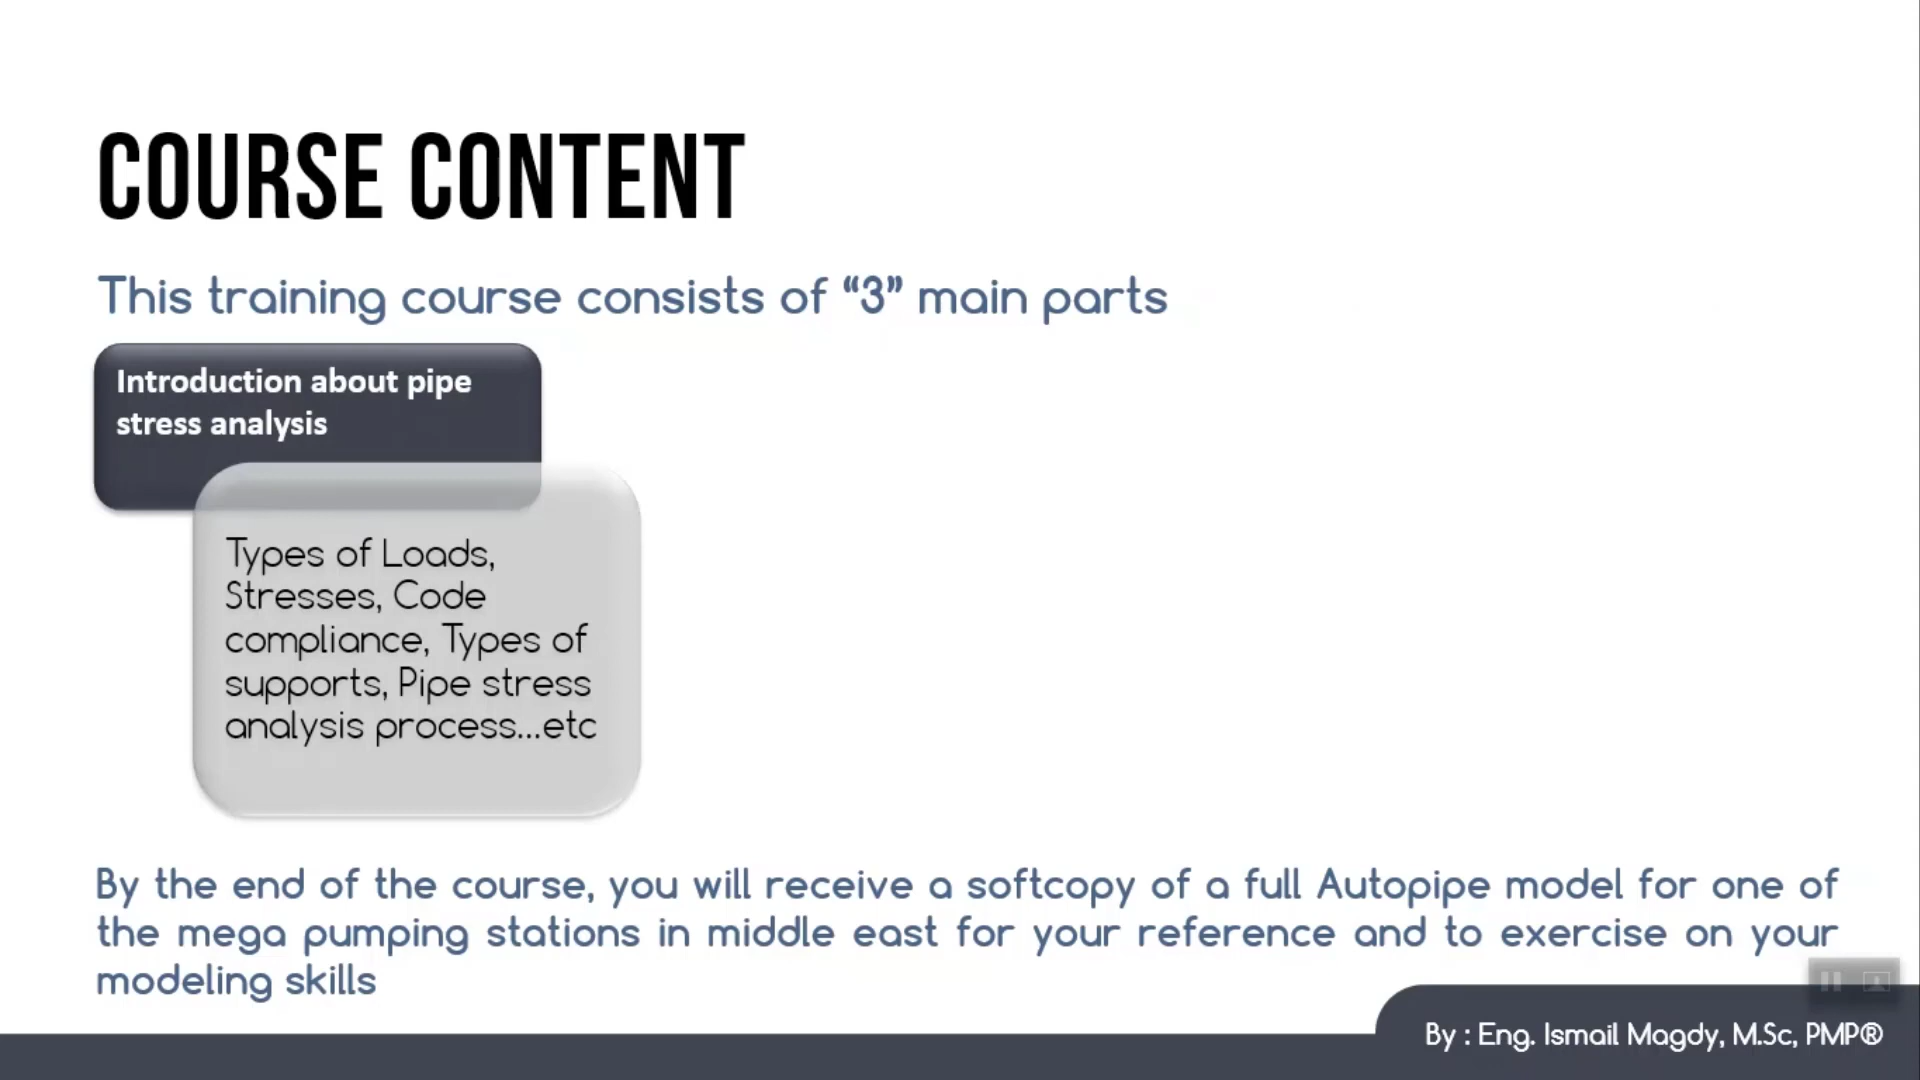 COURSE CONTENT
This training course consists of “3” main parts
Introduction about pipe
stress analysis
Types of Loads,
Stresses, Code
compliance, Types of
supports, Pipe stress
analysis process...etc
By the end of the course, you will receive a softcopy of a full Autopipe model for one of
the mega pumping stations in middle east for your reference and to exercise on your
modeling skills
By : Eng. Ismail Magdy, M.Sc, PMP®